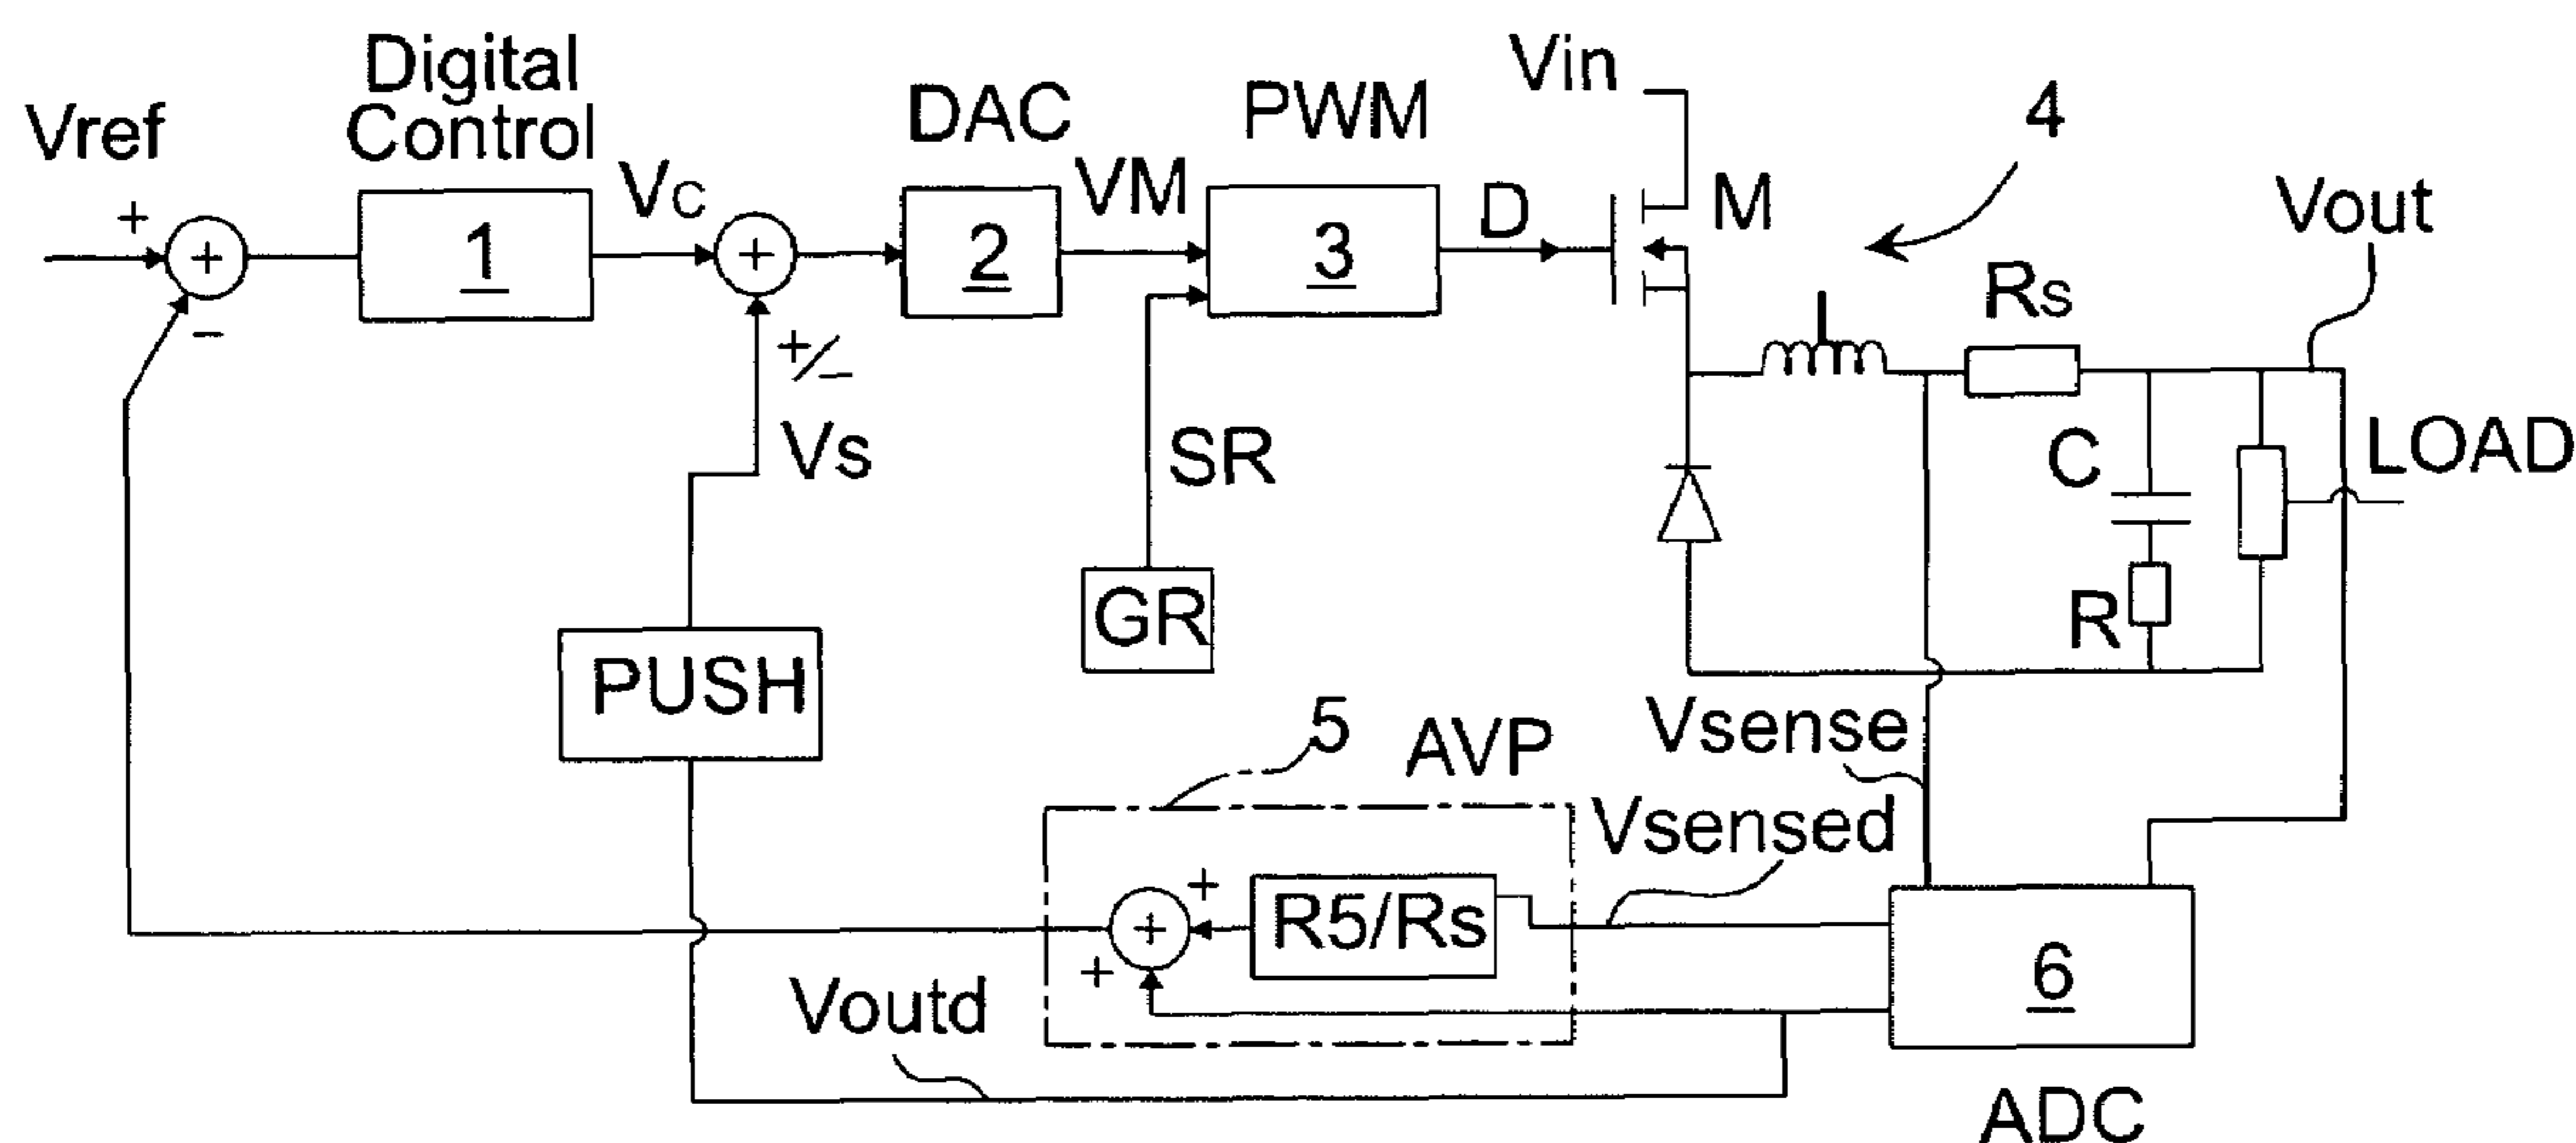 Vref
Digital
Control
Vc
DAC
VM
PWM
Vin
D
M
4
Vout
+
+
−
1
+
2
3
L
Rs
+/−
Vs
SR
C
LOAD
GR
R
PUSH
5
AVP
Vsense
Vsensed
+
+
R5/Rs
+
6
Voutd
ADC